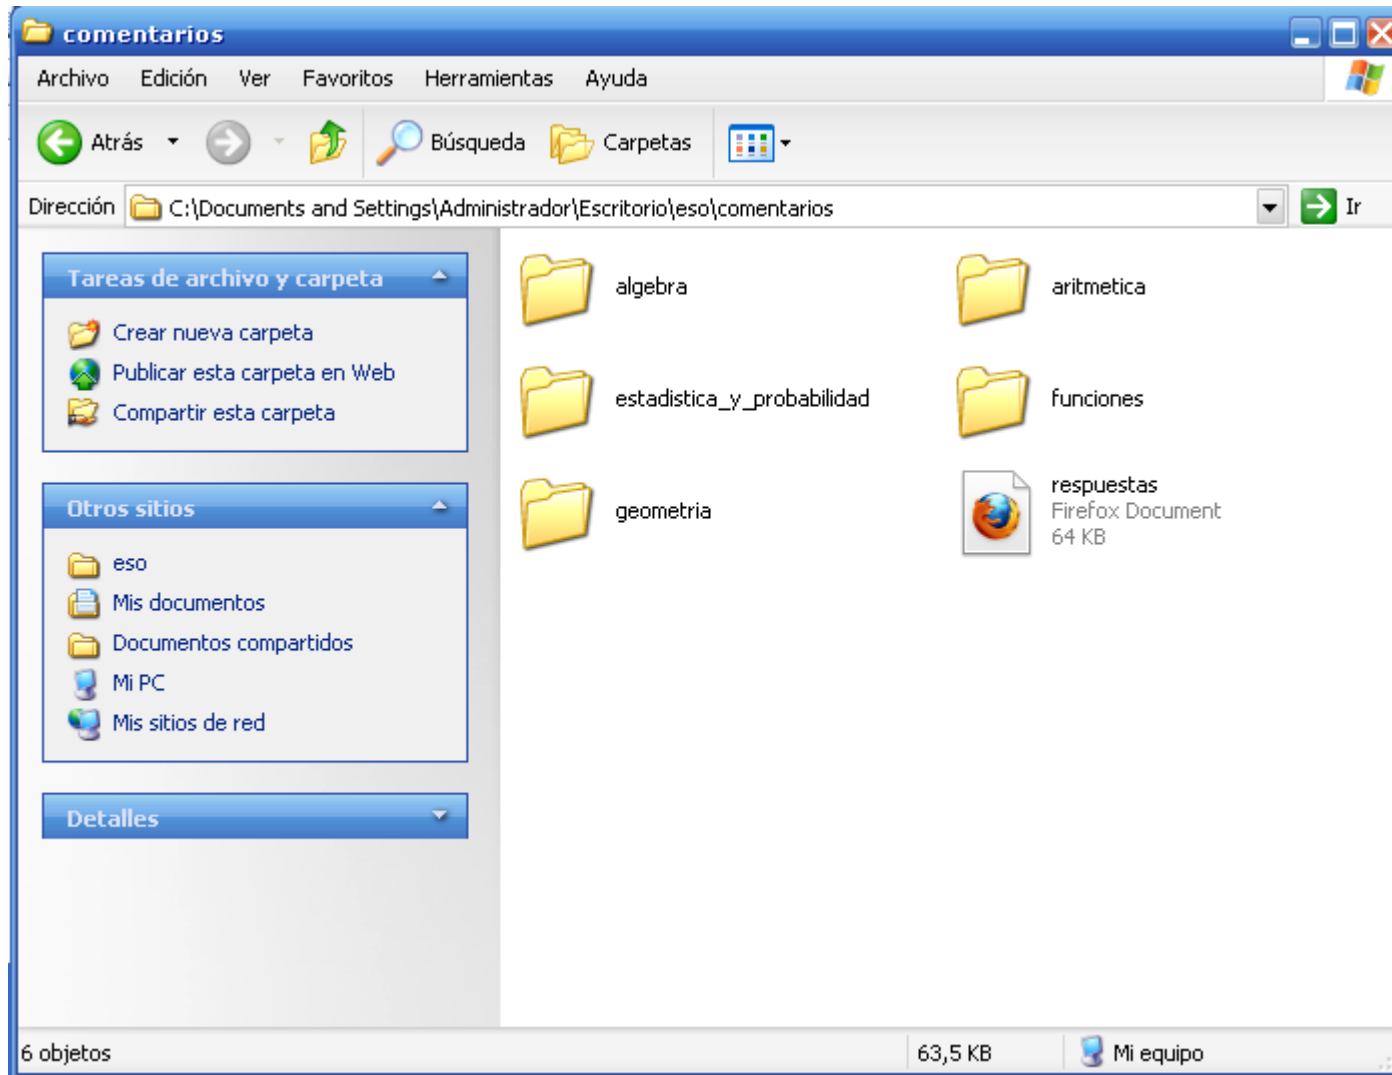 comentarios
Archivo Edición Ver Favoritos Herramientas Ayuda
Atrás Búsqueda Carpetas
Dirección C:\Documents and Settings\Administrador\Escritorio\eso\comentarios Ir
Tareas de archivo y carpeta
Crear nueva carpeta
Publicar esta carpeta en Web
Compartir esta carpeta
Otros sitios
eso
Mis documentos
Documentos compartidos
Mi PC
Mis sitios de red
Detalles
algebra
aritmetica
estadistica_y_probabilidad
funciones
geometria
respuestas
Firefox Document
64 KB
6 objetos 63,5 KB Mi equipo